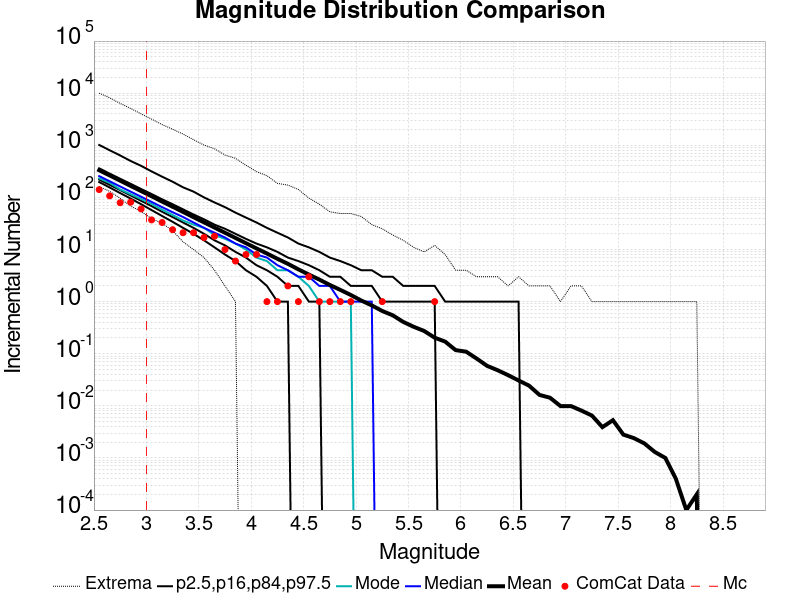 Magnitude Distribution Comparison
10^5
10^4
10^3
10^2
10^1
10^0
10^-1
10^-2
10^-3
10^-4
Incremental Number
2.5 3 3.5 4 4.5 5 5.5 6 6.5 7 7.5 8 8.5
Magnitude
Extrema p2.5,p16,p84,p97.5 Mode Median Mean ComCat Data Mc